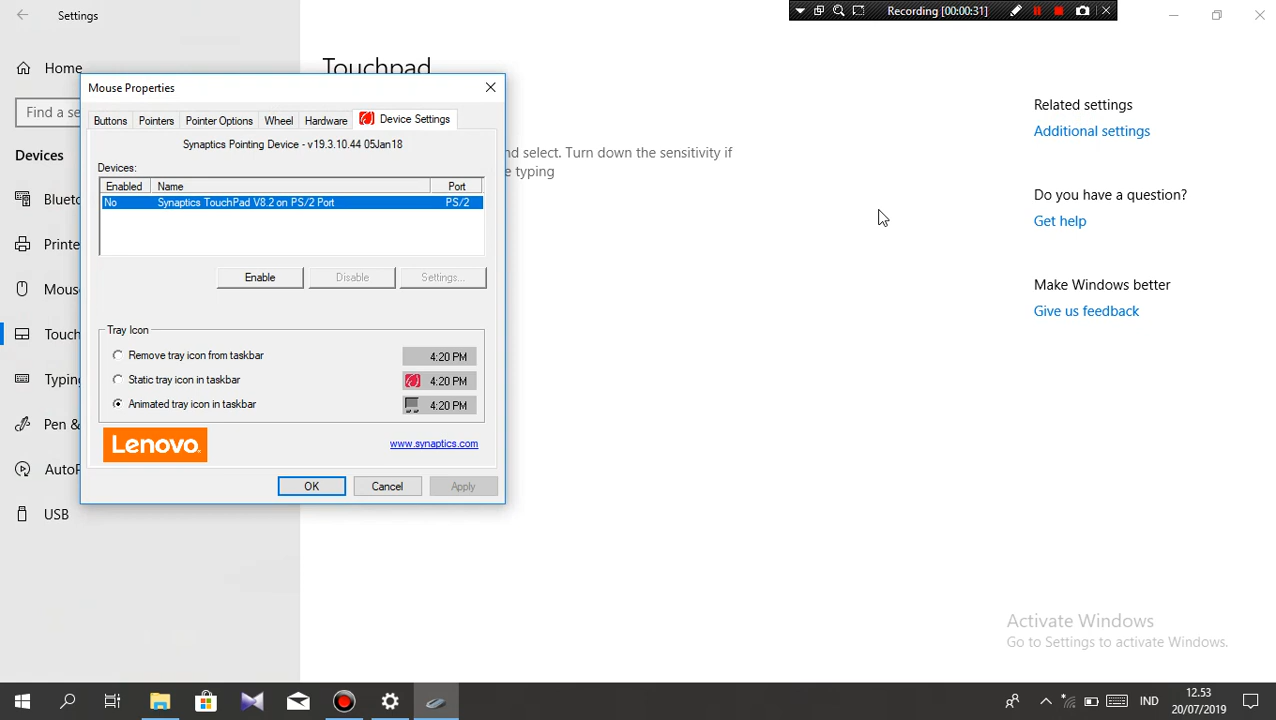 Settings
Recording [00:00:31]
Home
Find a se
Devices
Bluet
Printe
Mous
Touch
Typing
Pen &
AutoP
USB
Touchpad
nd select. Turn down the sensitivity if
e typing
Mouse Properties
Buttons
Pointers
Pointer Options
Wheel
Hardware
Device Settings
Synaptics Pointing Device - v19.3.10.44 05Jan18
Devices:
Enabled Name Port
No Synaptics TouchPad V8.2 on PS/2 Port PS/2
Enable
Disable
Settings...
Tray Icon
Remove tray icon from taskbar 4:20 PM
Static tray icon in taskbar 4:20 PM
Animated tray icon in taskbar 4:20 PM
Lenovo
www.synaptics.com
OK
Cancel
Apply
Related settings
Additional settings
Do you have a question?
Get help
Make Windows better
Give us feedback
Activate Windows
Go to Settings to activate Windows.
IND
12.53
20/07/2019